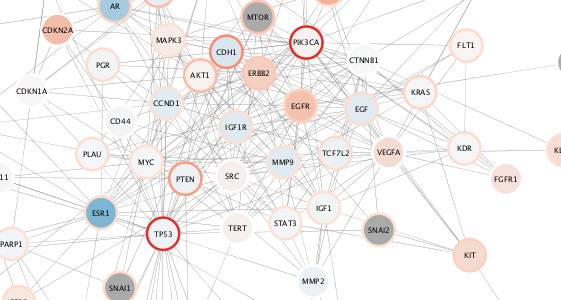 AR
MTOR
CDKN2A
MAPK3
CDH1
PIK3CA
FLT1
CTNNB1
PGR
AKT1
ERBB2
CDKN1A
KRAS
CCND1
EGFR
EGF
CD44
IGF1R
PLAU
MYC
MMP9
TCF7L2
VEGFA
KDR
PTEN
SRC
11
FGFR1
ESR1
IGF1
TP53
TERT
STAT3
SNAI2
PARP1
KIT
MMP2
SNAI1